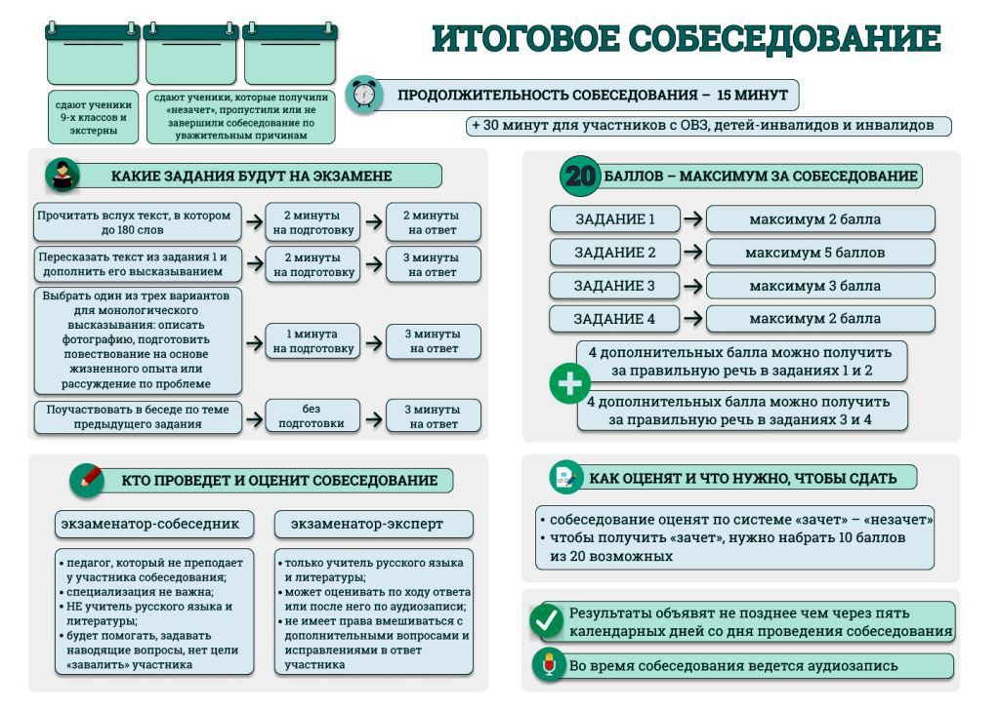 ИТОГОВОЕ СОБЕСЕДОВАНИЕ
сдают ученики
9-х классов и
экстерны
сдают ученики, которые получили
«незачет», пропустили или не
завершили собеседование по
уважительным причинам
ПРОДОЛЖИТЕЛЬНОСТЬ СОБЕСЕДОВАНИЯ – 15 МИНУТ
+ 30 минут для участников с ОВЗ, детей-инвалидов и инвалидов
КАКИЕ ЗАДАНИЯ БУДУТ НА ЭКЗАМЕНЕ
Прочитать вслух текст, в котором
до 180 слов
2 минуты
на подготовку
2 минуты
на ответ
Пересказать текст из задания 1 и
дополнить его высказыванием
2 минуты
на подготовку
3 минуты
на ответ
Выбрать один из трех вариантов
для монологического
высказывания: описать
фотографию, подготовить
повествование на основе
жизненного опыта или
рассуждение по проблеме
1 минута
на подготовку
3 минуты
на ответ
Поучаствовать в беседе по теме
предыдущего задания
без
подготовки
3 минуты
на ответ
20 БАЛЛОВ – МАКСИМУМ ЗА СОБЕСЕДОВАНИЕ
ЗАДАНИЕ 1
максимум 2 балла
ЗАДАНИЕ 2
максимум 5 баллов
ЗАДАНИЕ 3
максимум 3 балла
ЗАДАНИЕ 4
максимум 2 балла
4 дополнительных балла можно получить
за правильную речь в заданиях 1 и 2
4 дополнительных балла можно получить
за правильную речь в заданиях 3 и 4
КТО ПРОВЕДЕТ И ОЦЕНИТ СОБЕСЕДОВАНИЕ
экзаменатор-собеседник
• педагог, который не преподает
у участника собеседования;
• специализация не важна;
• НЕ учитель русского языка и
литературы;
• будет помогать, задавать
наводящие вопросы, нет цели
«завалить» участника
экзаменатор-эксперт
• только учитель русского языка
и литературы;
• может оценивать по ходу ответа
или после него по аудиозаписи;
• не имеет права вмешиваться с
дополнительными вопросами и
исправлениями в ответ
участника
КАК ОЦЕНЯТ И ЧТО НУЖНО, ЧТОБЫ СДАТЬ
• собеседование оценят по системе «зачет» – «незачет»
• чтобы получить «зачет», нужно набрать 10 баллов
из 20 возможных
Результаты объявят не позднее чем через пять
календарных дней со дня проведения собеседования
Во время собеседования ведется аудиозапись